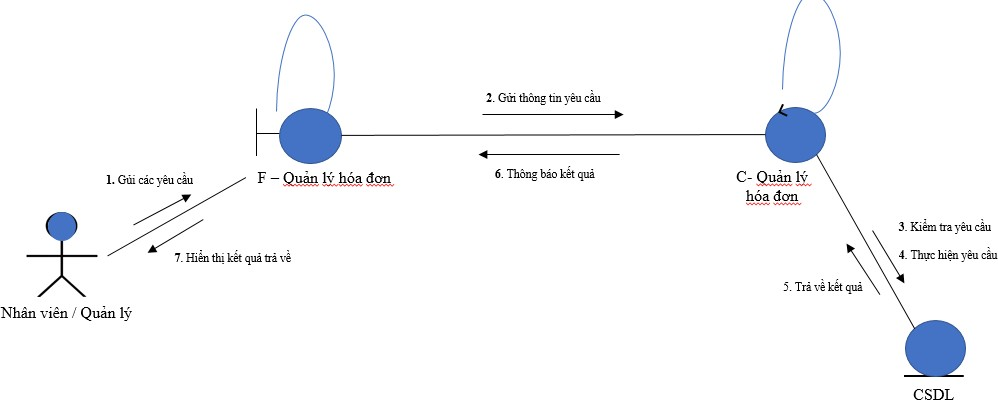 2. Gửi thông tin yêu cầu
6. Thông báo kết quả
1. Gửi các yêu cầu
F – Quản lý hóa đơn
C- Quản lý
hóa đơn
7. Hiển thị kết quả trả về
3. Kiểm tra yêu cầu
4. Thực hiện yêu cầu
5. Trả về kết quả
Nhân viên / Quản lý
CSDL